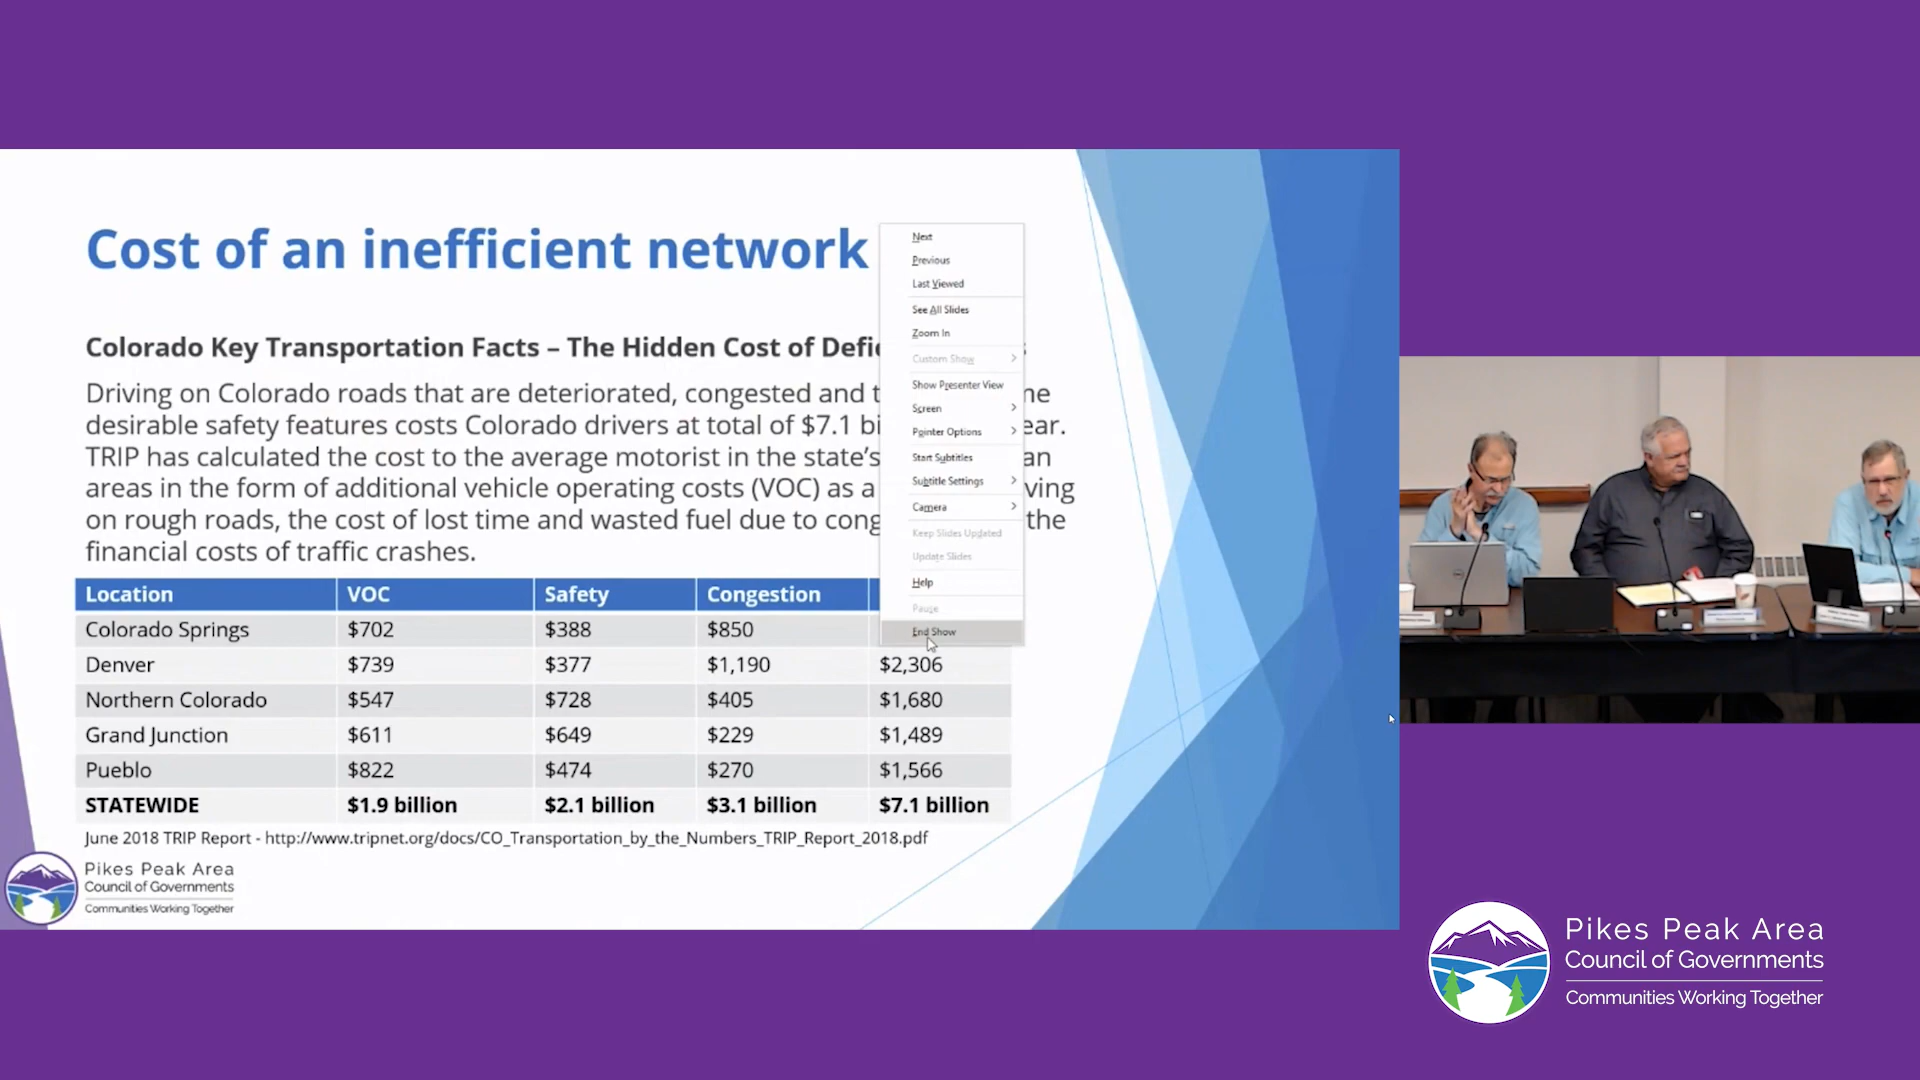 Cost of an inefficient network
Colorado Key Transportation Facts – The Hidden Cost of
Driving on Colorado roads that are deteriorated, congested and
desirable safety features costs Colorado drivers at total of $7.1
TRIP has calculated the cost to the average motorist in the state's
areas in the form of additional vehicle operating costs (VOC) as a
on rough roads, the cost of lost time and wasted fuel due to the
financial costs of traffic crashes.
Location VOC Safety Congestion
Colorado Springs $702 $388 $850
Denver $739 $377 $1,190 $2,306
Northern Colorado $547 $728 $405 $1,680
Grand Junction $611 $649 $229 $1,489
Pueblo $822 $474 $270 $1,566
STATEWIDE $1.9 billion $2.1 billion $3.1 billion $7.1 billion
June 2018 TRIP Report - http://www.tripnet.org/docs/CO_Transportation_by_the_Numbers_TRIP_Report_2018.pdf
Pikes Peak Area
Council of Governments
Communities Working Together
Next
Previous
Last Viewed
See All Slides
Zoom In
Custom Show
Show Presenter View
Screen
Pointer Options
Start Subtitles
Subtitle Settings
Camera
Keep Slides Updated
Update Slides
Help
Pause
End Show
Pikes Peak Area
Council of Governments
Communities Working Together